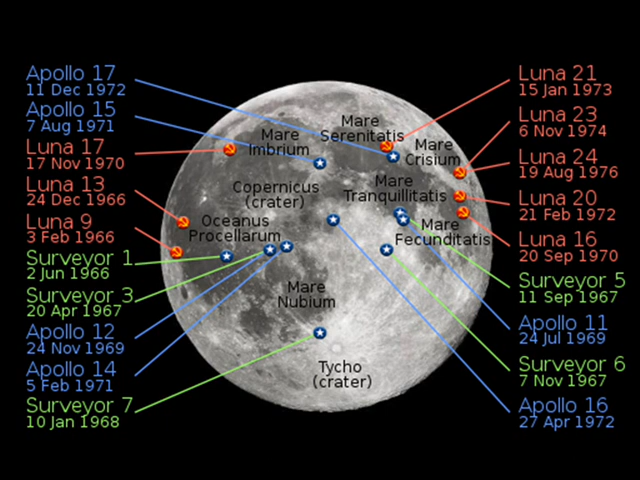 Apollo 17
11 Dec 1972
Apollo 15
7 Aug 1971
Luna 17
17 Nov 1970
Luna 13
24 Dec 1966
Luna 9
3 Feb 1966
Surveyor 1
2 Jun 1966
Surveyor 3
20 Apr 1967
Apollo 12
24 Nov 1969
Apollo 14
5 Feb 1971
Surveyor 7
10 Jan 1968
Mare
Serenitatis
Mare
Imbrium
Mare
Crisium
Copernicus
(crater)
Mare
Tranquillitatis
Oceanus
Procellarum
Mare
Fecunditatis
Mare
Nubium
Tycho
(crater)
Luna 21
15 Jan 1973
Luna 23
6 Nov 1974
Luna 24
19 Aug 1976
Luna 20
21 Feb 1972
Luna 16
20 Sep 1970
Surveyor 5
11 Sep 1967
Apollo 11
24 Jul 1969
Surveyor 6
7 Nov 1967
Apollo 16
27 Apr 1972